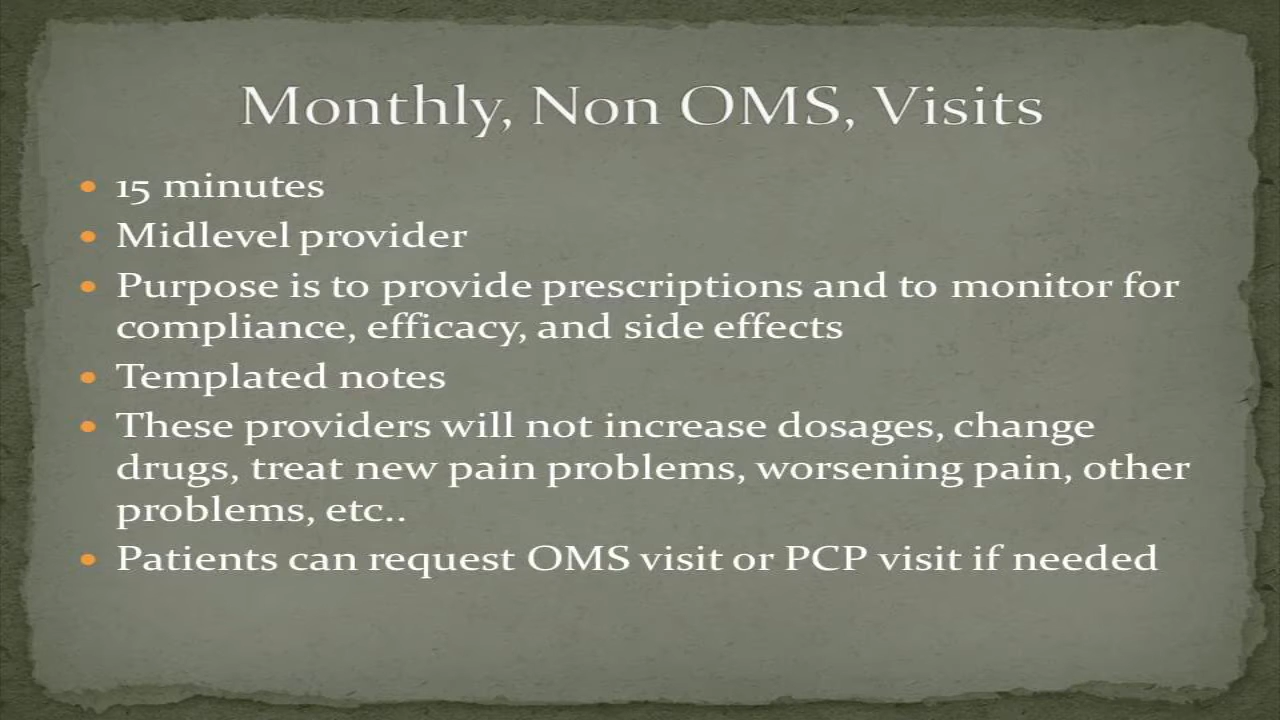 Monthly, Non OMS, Visits
• 15 minutes
• Midlevel provider
• Purpose is to provide prescriptions and to monitor for
compliance, efficacy, and side effects
• Templated notes
• These providers will not increase dosages, change
drugs, treat new pain problems, worsening pain, other
problems, etc..
• Patients can request OMS visit or PCP visit if needed